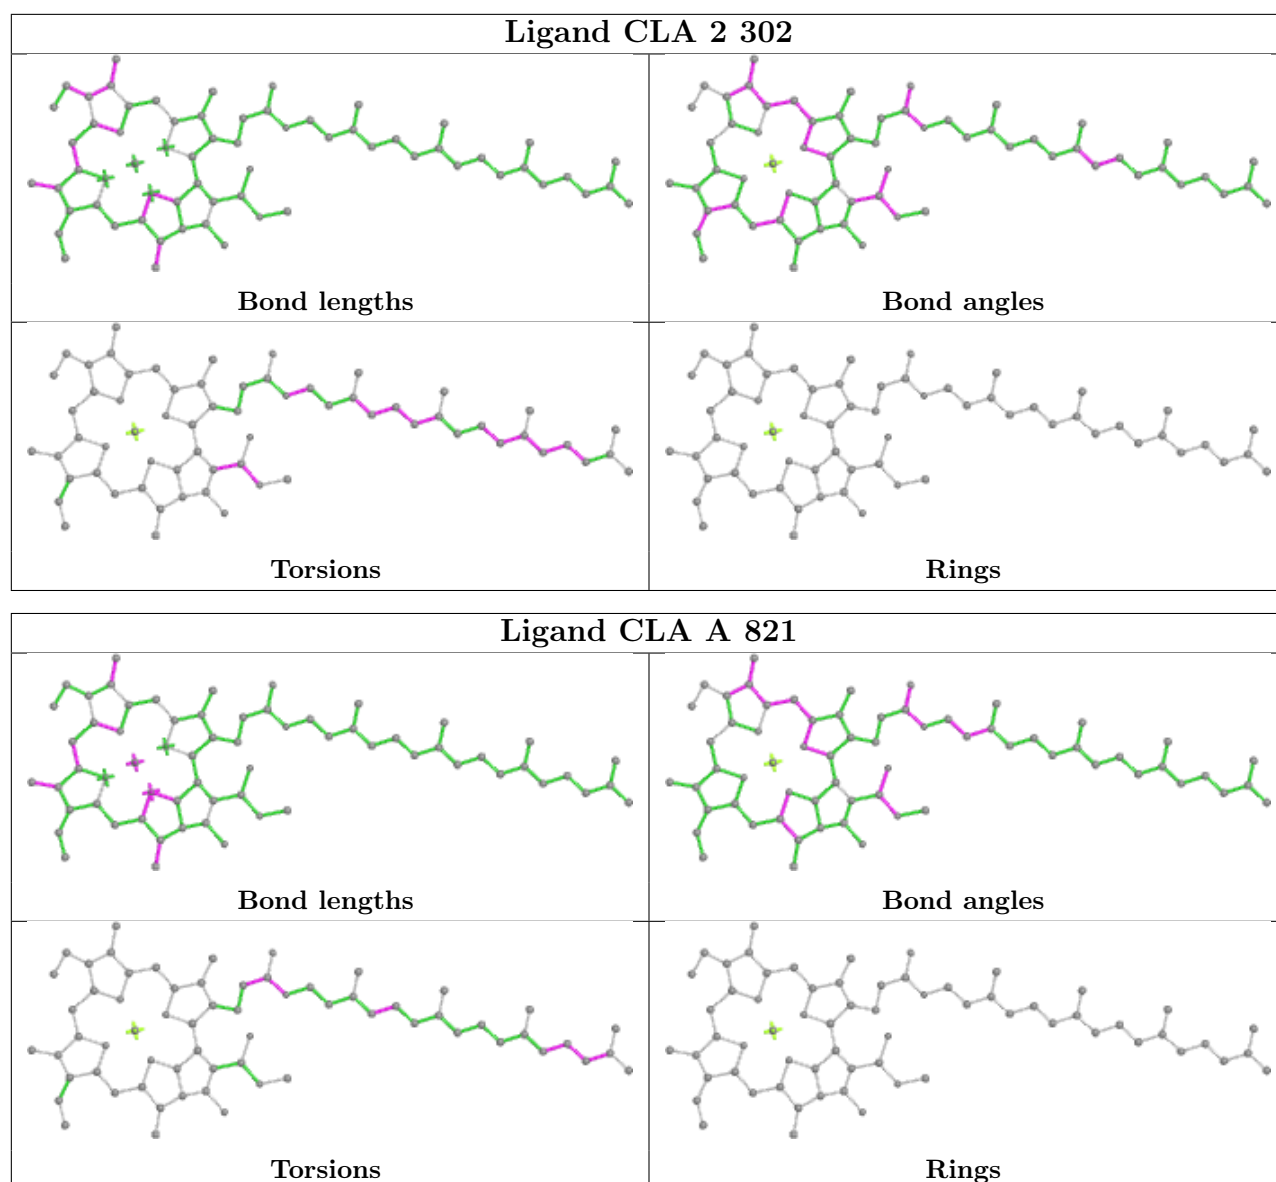 Ligand CLA 2 302
Bond lengths
Bond angles
Torsions
Rings
Ligand CLA A 821
Bond lengths
Bond angles
Torsions
Rings